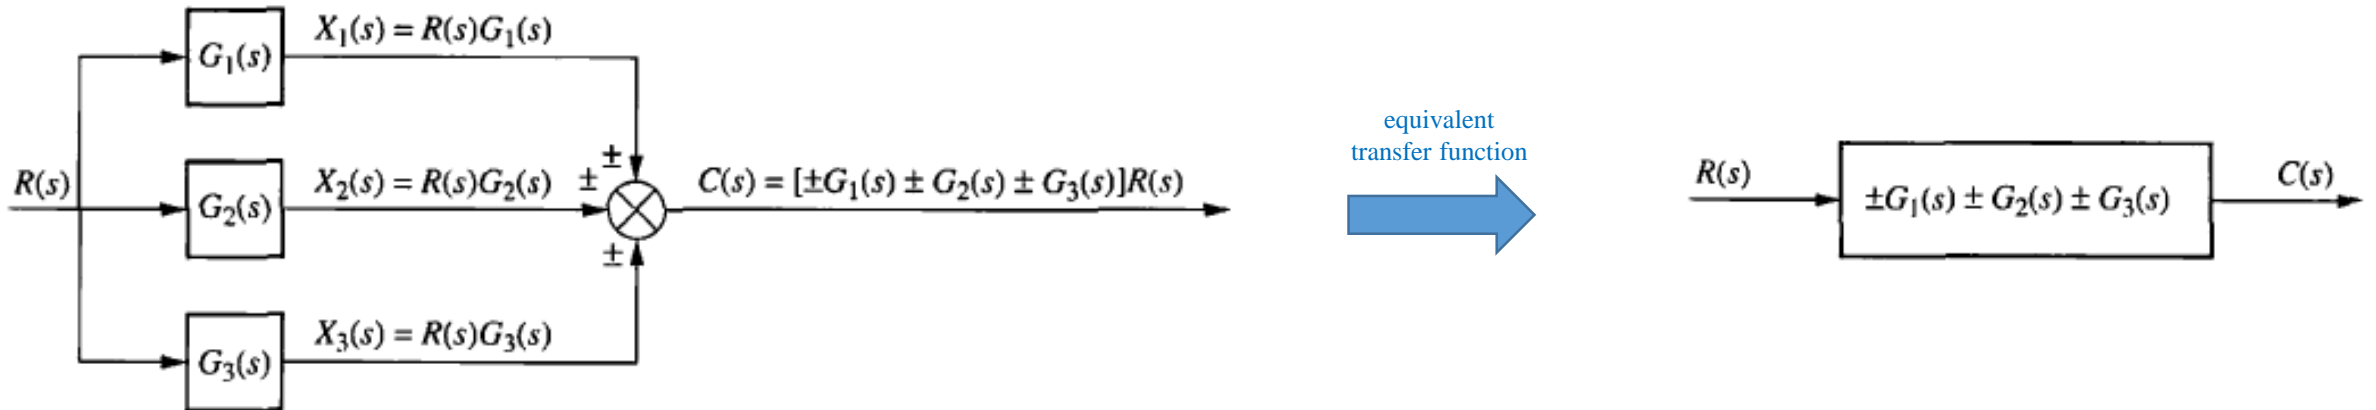 G₁(s)
X₁(s) = R(s)G₁(s)
±
R(s)
G₂(s)
X₂(s) = R(s)G₂(s)
±
C(s) = [±G₁(s) ± G₂(s) ± G₃(s)]R(s)
±
G₃(s)
X₃(s) = R(s)G₃(s)
equivalent
transfer function
R(s)
±G₁(s) ± G₂(s) ± G₃(s)
C(s)